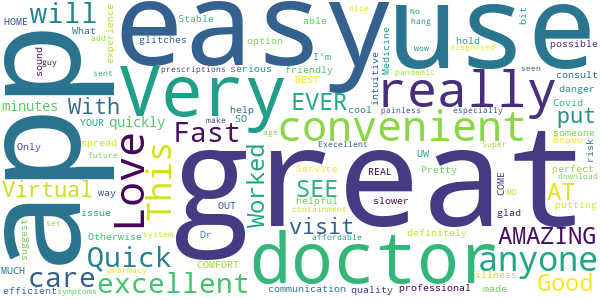 HOME will What sound guy app
experience Stable add able
glitches option I'm
minutes serious friendly
sent prescriptions BEST
easy use
nice No hang Wow diagnosed
hold bit possible
Medicine intuitive consult
pandemic seen danger
Very really
With EVER cool painless especially
YOUR quickly help SO make
Covid put someone
Only spread future
Love This Fast convenient
age Execellent Super Bravo risk
great
Worked SEE UW perfect
Virtual way Service REAL Pretty download
issue OUT helpful slower AT
set containment COME putting
suggest Otherwise system Dr visit definitely glad MD
AMAZING
MUCH care Quick COMFORT affordable doctor anyone
pharmacy illness
efficient symptoms excellent
communication quality professional made Good